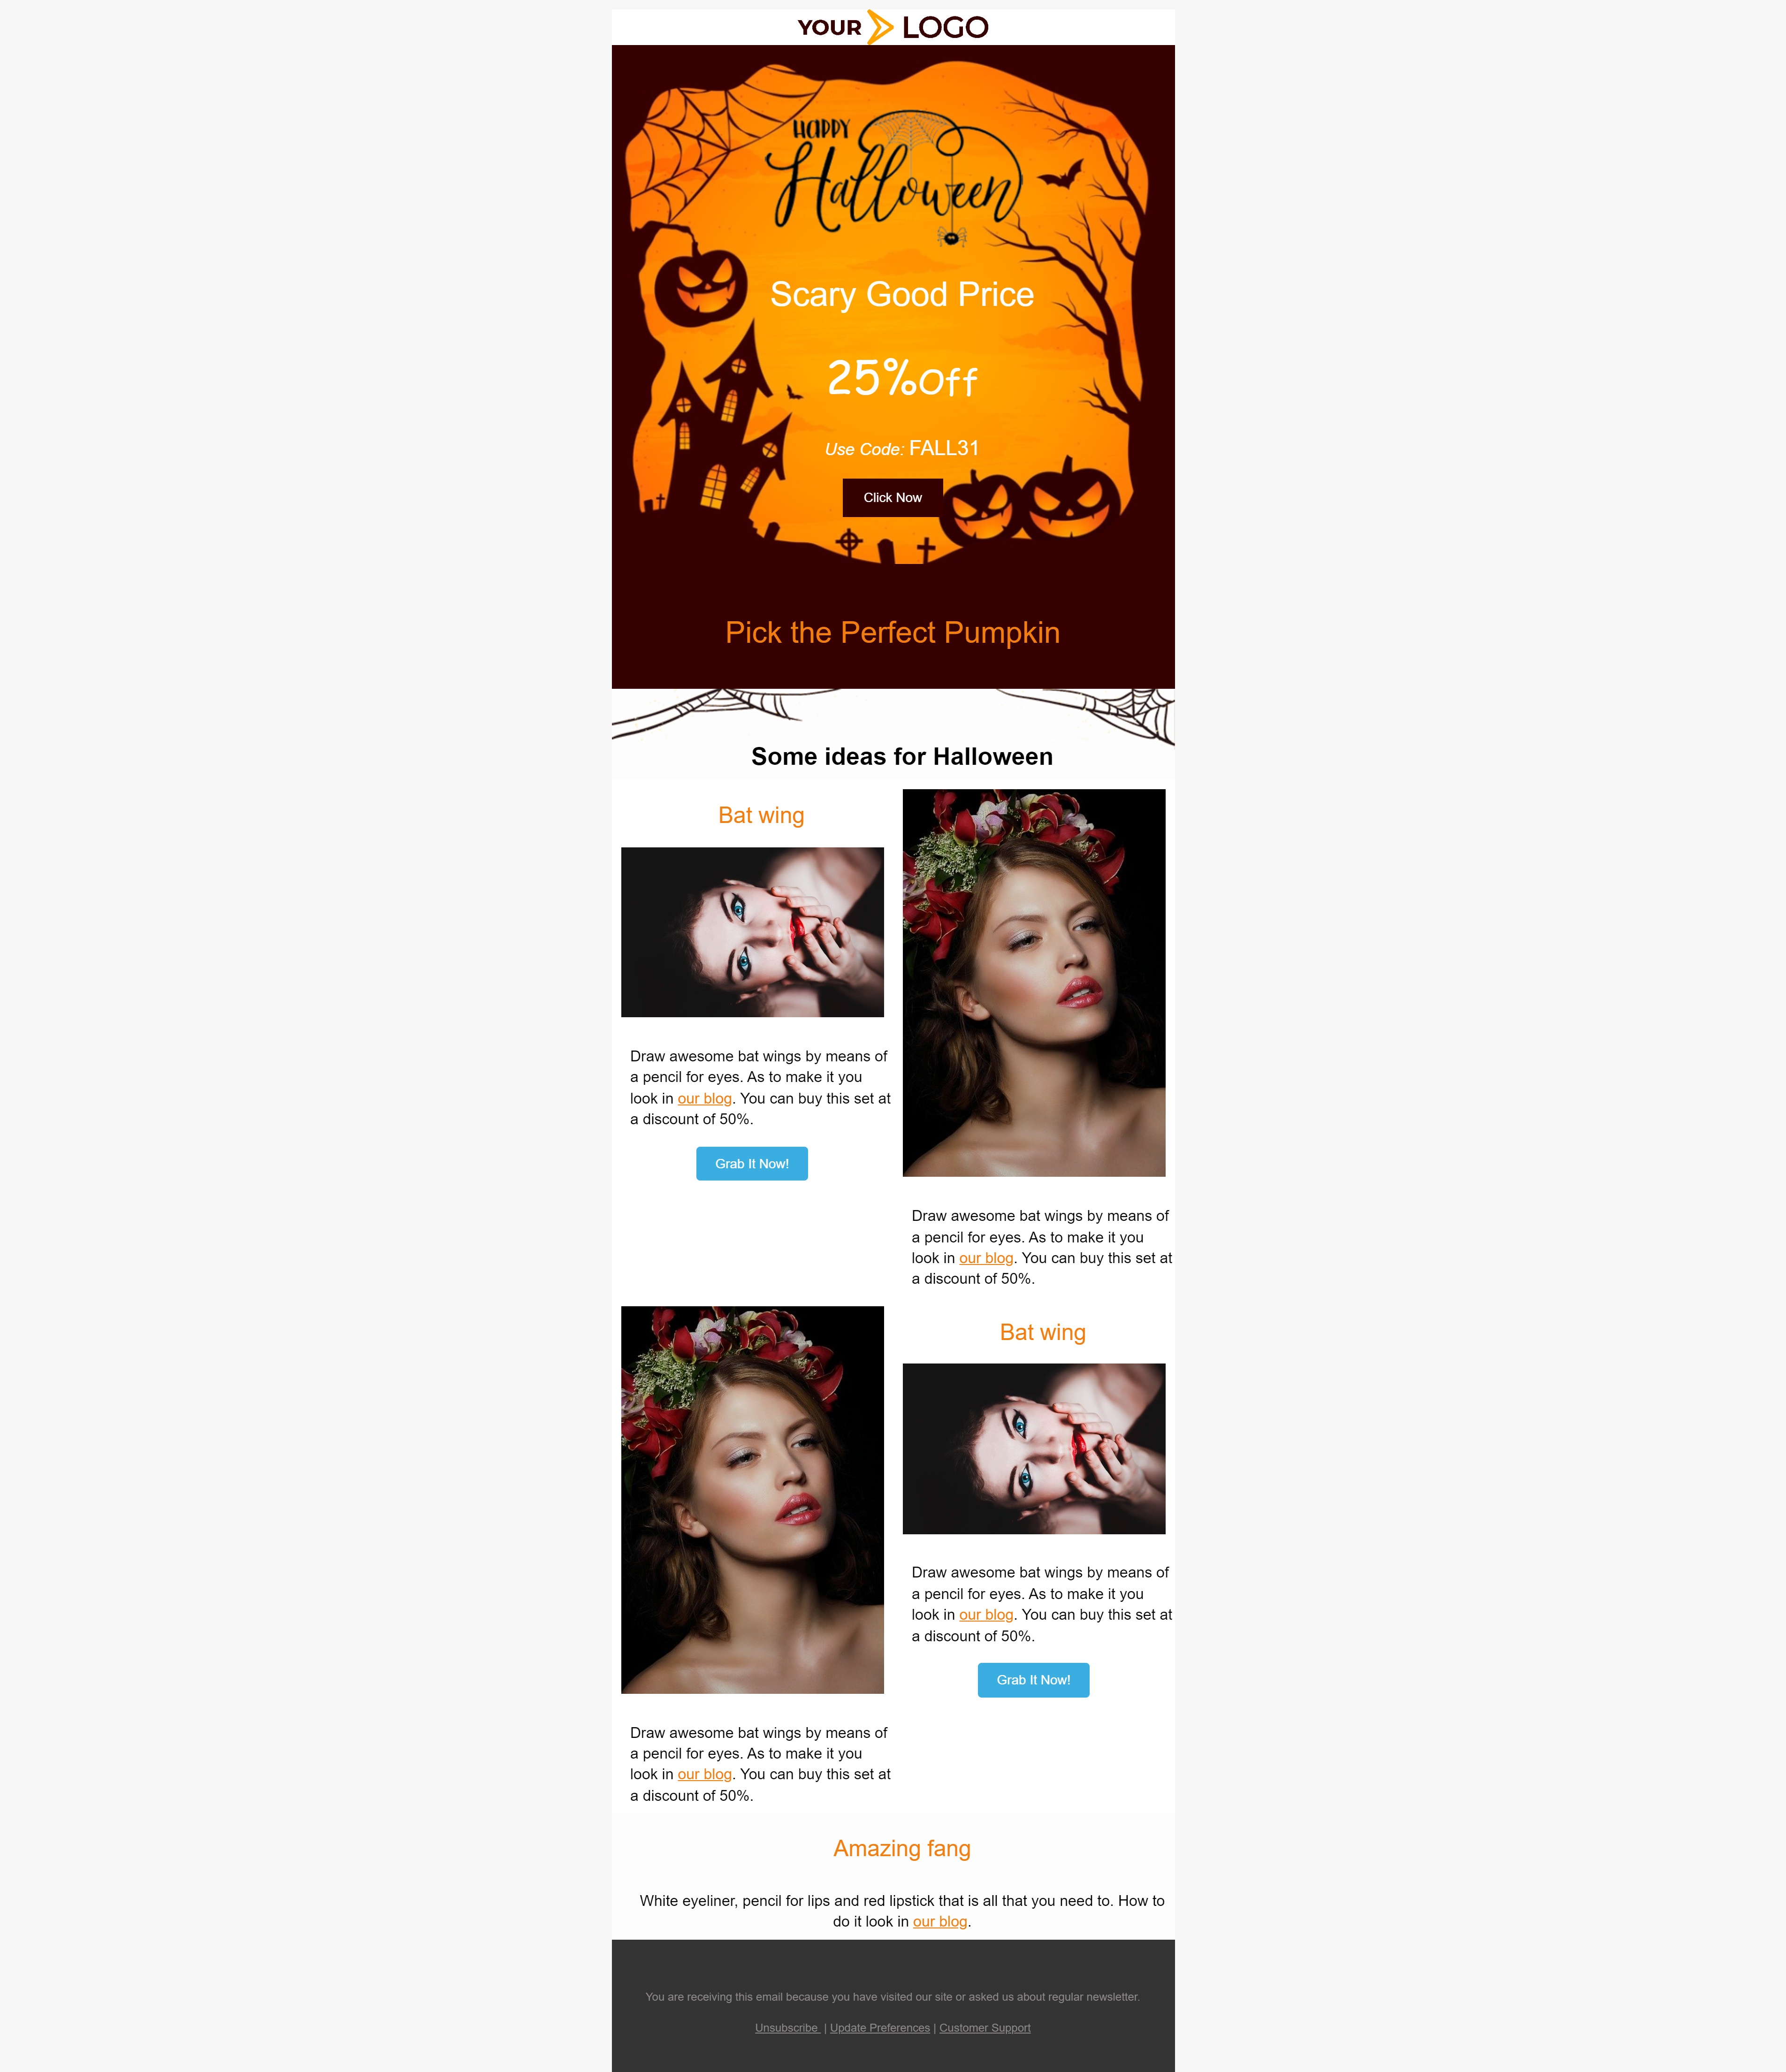 YOUR LOGO
HAPPY
Halloween
Scary Good Price
25%Off
Use Code: FALL31
Click Now
Pick the Perfect Pumpkin
Some ideas for Halloween
Bat wing
Draw awesome bat wings by means of
a pencil for eyes. As to make it you
look in our blog. You can buy this set at
a discount of 50%.
Grab It Now!
Draw awesome bat wings by means of
a pencil for eyes. As to make it you
look in our blog. You can buy this set at
a discount of 50%.
Draw awesome bat wings by means of
a pencil for eyes. As to make it you
look in our blog. You can buy this set at
a discount of 50%.
Bat wing
Draw awesome bat wings by means of
a pencil for eyes. As to make it you
look in our blog. You can buy this set at
a discount of 50%.
Grab It Now!
Amazing fang
White eyeliner, pencil for lips and red lipstick that is all that you need to. How to
do it look in our blog.
You are receiving this email because you have visited our site or asked us about regular newsletter.
Unsubscribe | Update Preferences | Customer Support